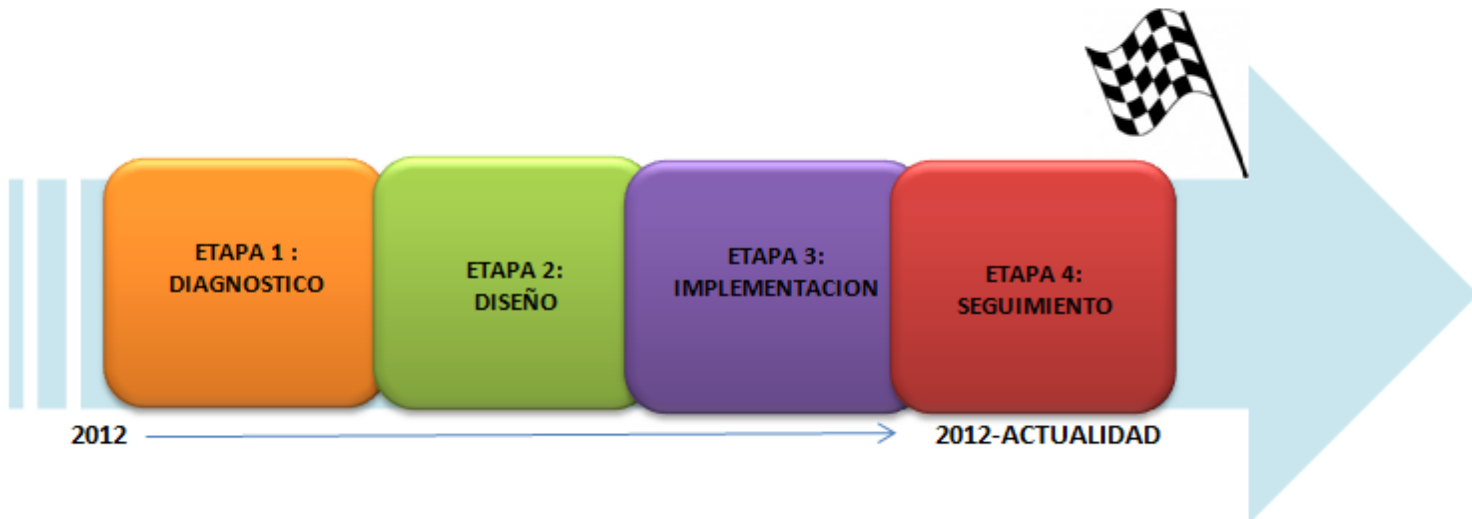 ETAPA 1 :
DIAGNOSTICO
ETAPA 2:
DISEÑO
ETAPA 3:
IMPLEMENTACION
ETAPA 4:
SEGUIMIENTO
2012
2012-ACTUALIDAD